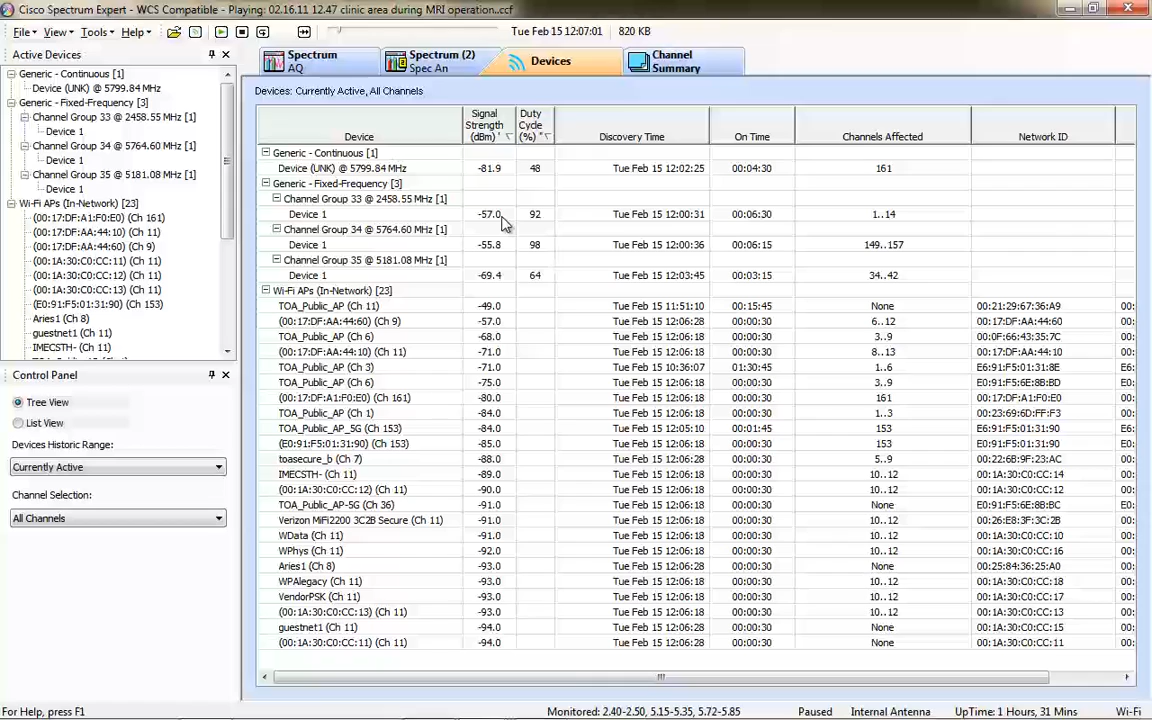 Cisco Spectrum Expert - WCS Compatible - Playing: 02.16.11 12.47 clinic area during MRI operation..ccf
File View Tools Help Tue Feb 15 12:07:01 820 KB
Active Devices
Generic - Continuous [1]
Device (UNK) @ 5799.84 MHz
Generic - Fixed-Frequency [3]
Channel Group 33 @ 2458.55 MHz [1]
Device 1
Channel Group 34 @ 5764.60 MHz [1]
Device 1
Channel Group 35 @ 5181.08 MHz [1]
Device 1
Wi-Fi APs (In-Network) [23]
(00:17:DF:A1:F0:E0) (Ch 161)
(00:17:DF:AA:44:10) (Ch 11)
(00:17:DF:AA:44:60) (Ch 9)
(00:1A:30:C0:CC:11) (Ch 11)
(00:1A:30:C0:CC:12) (Ch 11)
(00:1A:30:C0:CC:13) (Ch 11)
(E0:91:F5:01:31:90) (Ch 153)
Aries1 (Ch 8)
guestnet1 (Ch 11)
IMECSTH- (Ch 11)
Control Panel
Tree View
List View
Devices Historic Range:
Currently Active
Channel Selection:
All Channels
Spectrum AQ
Spectrum (2) Spec An
Devices
Channel Summary
Devices: Currently Active, All Channels
Device Signal Strength (dBm) Duty Cycle (%) Discovery Time On Time Channels Affected Network ID
Generic - Continuous [1]
Device (UNK) @ 5799.84 MHz -81.9 48 Tue Feb 15 12:02:25 00:04:30 161
Generic - Fixed-Frequency [3]
Channel Group 33 @ 2458.55 MHz [1]
Device 1 -57.0 92 Tue Feb 15 12:00:31 00:06:30 1..14
Channel Group 34 @ 5764.60 MHz [1]
Device 1 -55.8 98 Tue Feb 15 12:00:36 00:06:15 149..157
Channel Group 35 @ 5181.08 MHz [1]
Device 1 -69.4 64 Tue Feb 15 12:03:45 00:03:15 34..42
Wi-Fi APs (In-Network) [23]
TOA_Public_AP (Ch 11) -49.0 Tue Feb 15 11:51:10 00:15:45 None 00:21:29:67:36:A9 00:
(00:17:DF:AA:44:60) (Ch 9) -57.0 Tue Feb 15 12:06:28 00:00:30 6..12 00:17:DF:AA:44:60 00:
TOA_Public_AP (Ch 6) -68.0 Tue Feb 15 12:06:18 00:00:30 3..9 00:0F:66:43:35:7C 00:
(00:17:DF:AA:44:10) (Ch 11) -71.0 Tue Feb 15 12:06:28 00:00:30 8..13 00:17:DF:AA:44:10 00:
TOA_Public_AP (Ch 3) -71.0 Tue Feb 15 10:36:07 01:30:45 1..6 E6:91:F5:01:31:8E E6:
TOA_Public_AP (Ch 6) -75.0 Tue Feb 15 12:06:18 00:00:30 3..9 E0:91:F5:6E:8B:BD E0:
(00:17:DF:A1:F0:E0) (Ch 161) -80.0 Tue Feb 15 12:06:18 00:00:30 161 00:17:DF:A1:F0:E0 00:
TOA_Public_AP (Ch 1) -84.0 Tue Feb 15 12:06:18 00:00:30 1..3 00:23:69:6D:FF:F3 00:
TOA_Public_AP_5G (Ch 153) -84.0 Tue Feb 15 12:05:10 00:01:45 153 E6:91:F5:01:31:90 E6:
(E0:91:F5:01:31:90) (Ch 153) -85.0 Tue Feb 15 12:06:28 00:00:30 153 E0:91:F5:01:31:90 E0:
toasecure_b (Ch 7) -88.0 Tue Feb 15 12:06:28 00:00:30 5..9 00:22:6B:9F:23:AC 00:
IMECSTH- (Ch 11) -89.0 Tue Feb 15 12:06:18 00:00:30 10..12 00:1A:30:C0:CC:14 00:
(00:1A:30:C0:CC:12) (Ch 11) -90.0 Tue Feb 15 12:06:28 00:00:30 10..12 00:1A:30:C0:CC:12 00:
TOA_Public_AP-5G (Ch 36) -91.0 Tue Feb 15 12:06:18 00:00:30 None E0:91:F5:6E:8B:BC E0:
Verizon MiFi2200 3C2B Secure (Ch 11) -91.0 Tue Feb 15 12:06:18 00:00:30 10..12 00:26:E8:3F:3C:2B 00:
WData (Ch 11) -91.0 Tue Feb 15 12:06:18 00:00:30 10..12 00:1A:30:C0:CC:10 00:
WPhys (Ch 11) -92.0 Tue Feb 15 12:06:18 00:00:30 10..12 00:1A:30:C0:CC:16 00:
Aries1 (Ch 8) -93.0 Tue Feb 15 12:06:18 00:00:30 None 00:25:84:36:25:A0 00:
WPAlegacy (Ch 11) -93.0 Tue Feb 15 12:06:18 00:00:30 10..12 00:1A:30:C0:CC:18 00:
VendorPSK (Ch 11) -93.0 Tue Feb 15 12:06:18 00:00:30 10..12 00:1A:30:C0:CC:17 00:
(00:1A:30:C0:CC:13) (Ch 11) -93.0 Tue Feb 15 12:06:18 00:00:30 10..12 00:1A:30:C0:CC:13 00:
guestnet1 (Ch 11) -94.0 Tue Feb 15 12:06:28 00:00:30 None 00:1A:30:C0:CC:15 00:
(00:1A:30:C0:CC:11) (Ch 11) -94.0 Tue Feb 15 12:06:28 00:00:30 None 00:1A:30:C0:CC:11 00:
For Help, press F1 Monitored: 2.40-2.50, 5.15-5.35, 5.72-5.85 Paused Internal Antenna UpTime: 1 Hours, 31 Mins Wi-Fi